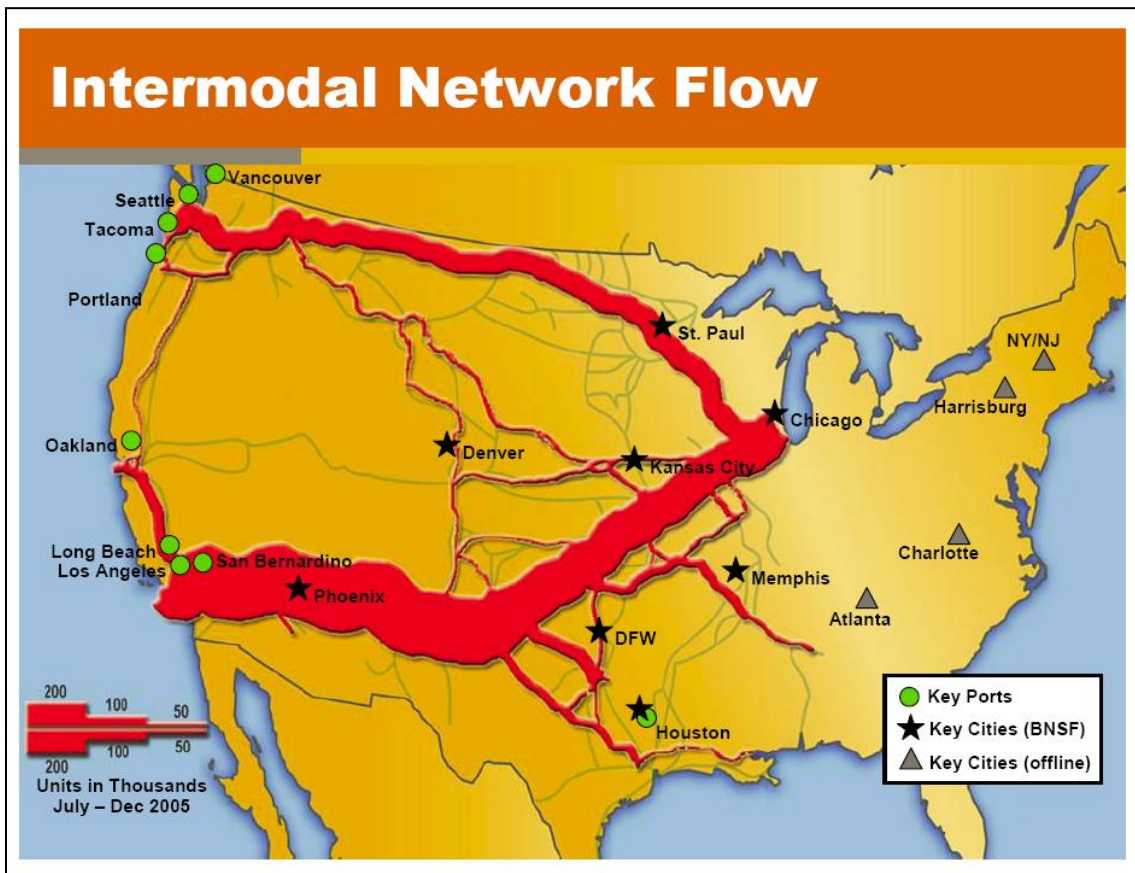 Intermodal Network Flow
Vancouver
Seattle
Tacoma
Portland
St. Paul
NY/NJ
Harrisburg
Chicago
Oakland
Denver
Kansas City
Long Beach
Los Angeles
San Bernardino
Phoenix
Charlotte
Memphis
Atlanta
DFW
Houston
200
100
50
100
50
200
Units in Thousands
July – Dec 2005
Key Ports
Key Cities (BNSF)
Key Cities (offline)